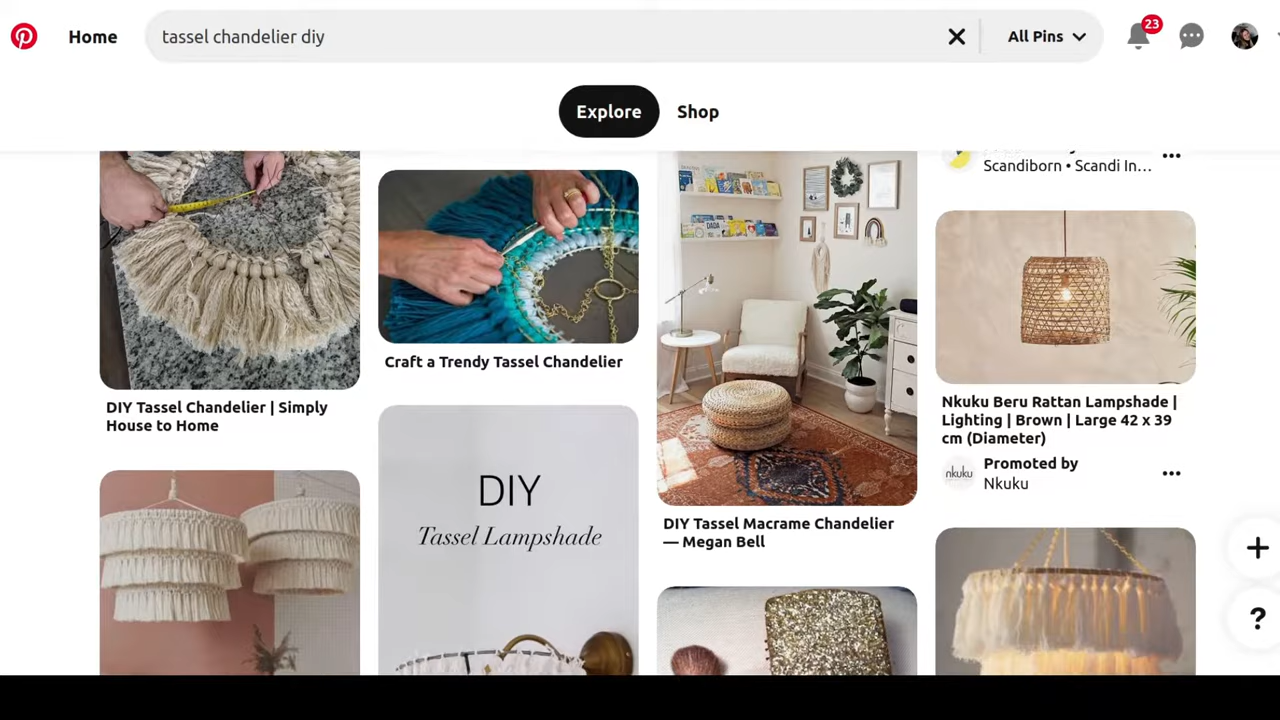 Home
tassel chandelier diy
All Pins
23
Explore
Shop
Scandiborn • Scandi In...
Craft a Trendy Tassel Chandelier
DIY Tassel Chandelier | Simply
House to Home
DIY
Tassel Lampshade
DADA
DIY Tassel Macrame Chandelier
— Megan Bell
Nkuku Beru Rattan Lampshade |
Lighting | Brown | Large 42 x 39
cm (Diameter)
nkuku
Promoted by
Nkuku
+
?